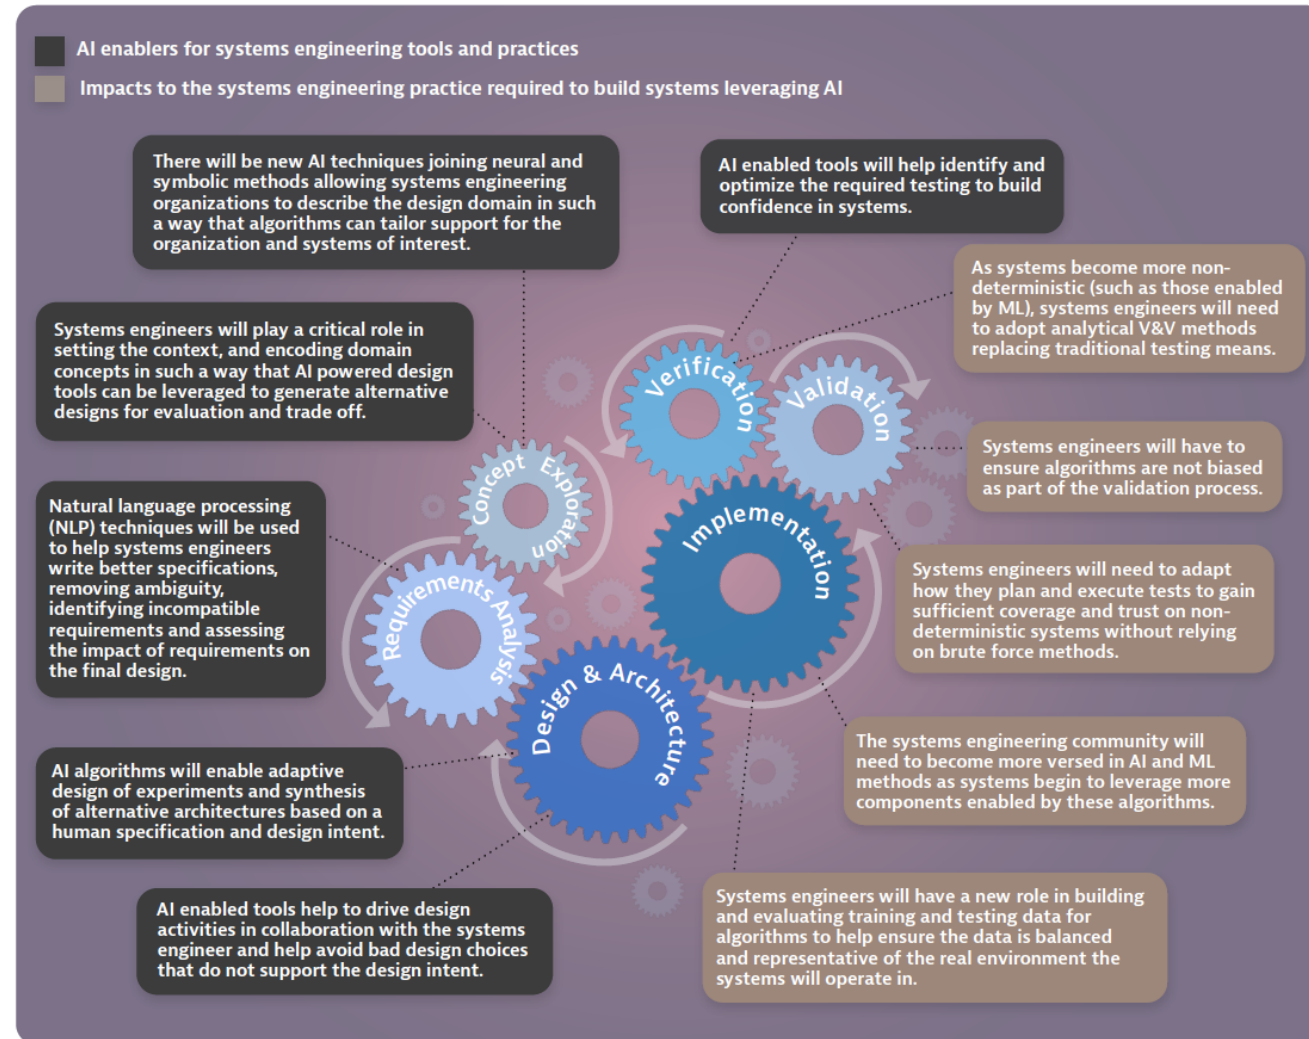 AI enablers for systems engineering tools and practices
Impacts to the systems engineering practice required to build systems leveraging AI
There will be new AI techniques joining neural and
symbolic methods allowing systems engineering
organizations to describe the design domain in such
a way that algorithms can tailor support for the
organization and systems of interest.
AI enabled tools will help identify and
optimize the required testing to build
confidence in systems.
As systems become more non-
deterministic (such as those enabled
by ML), systems engineers will need
to adopt analytical V&V methods
replacing traditional testing means.
Systems engineers will play a critical role in
setting the context, and encoding domain
concepts in such a way that AI powered design
tools can be leveraged to generate alternative
designs for evaluation and trade off.
Verification
Validation
Systems engineers will have to
ensure algorithms are not biased
as part of the validation process.
Concept Exploration
Implementation
Natural language processing
(NLP) techniques will be used
to help systems engineers
write better specifications,
removing ambiguity,
identifying incompatible
requirements and assessing
the impact of requirements on
the final design.
Systems engineers will need to adapt
how they plan and execute tests to gain
sufficient coverage and trust on non-
deterministic systems without relying
on brute force methods.
Requirements Analysis
Design & Architecture
The systems engineering community will
need to become more versed in AI and ML
methods as systems begin to leverage more
components enabled by these algorithms.
AI algorithms will enable adaptive
design of experiments and synthesis
of alternative architectures based on a
human specification and design intent.
AI enabled tools help to drive design
activities in collaboration with the systems
engineer and help avoid bad design choices
that do not support the design intent.
Systems engineers will have a new role in building
and evaluating training and testing data for
algorithms to help ensure the data is balanced
and representative of the real environment the
systems will operate in.